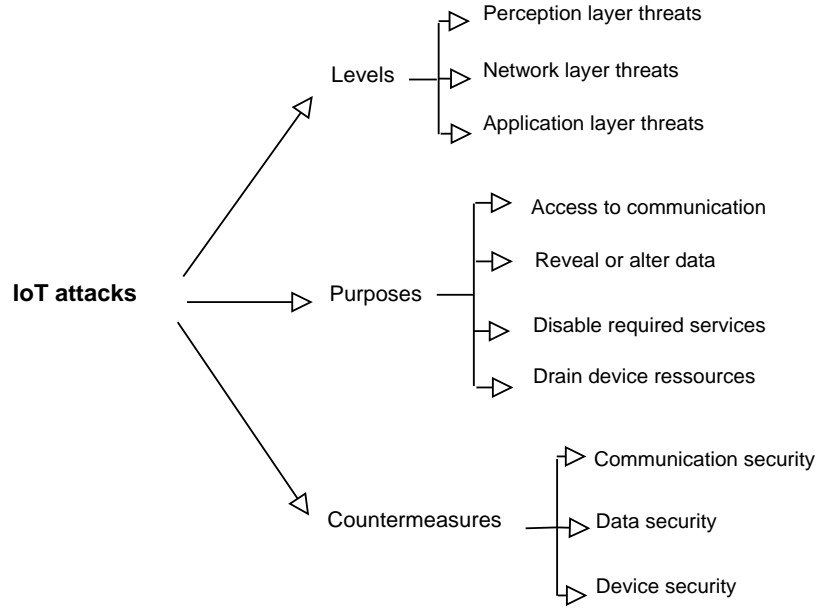 Perception layer threats
Levels
Network layer threats
Application layer threats
Access to communication
Reveal or alter data
IoT attacks
Purposes
Disable required services
Drain device ressources
Communication security
Countermeasures
Data security
Device security